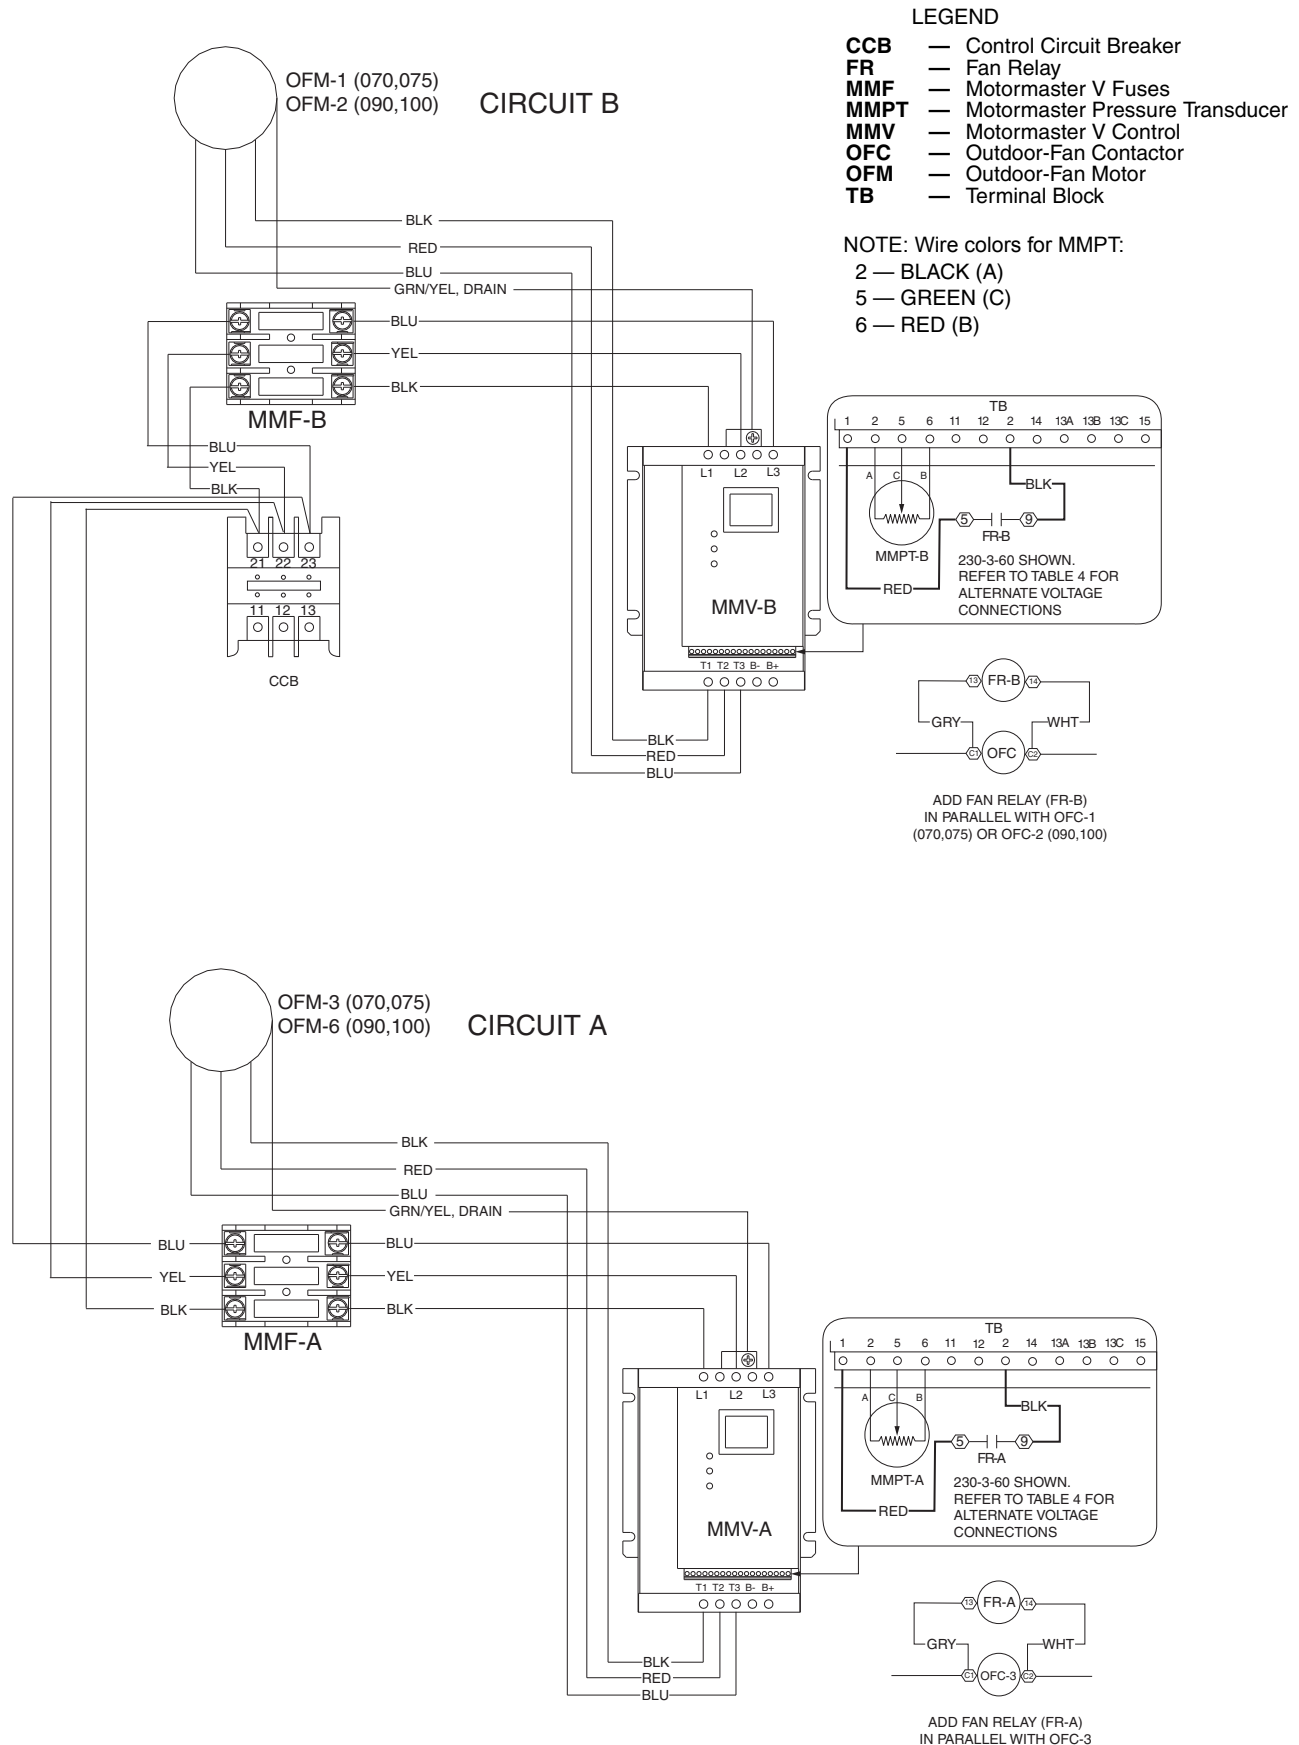 LEGEND
CCB — Control Circuit Breaker
FR — Fan Relay
MMF — Motormaster V Fuses
MMPT — Motormaster Pressure Transducer
MMV — Motormaster V Control
OFC — Outdoor-Fan Contactor
OFM — Outdoor-Fan Motor
TB — Terminal Block
NOTE: Wire colors for MMPT:
2 — BLACK (A)
5 — GREEN (C)
6 — RED (B)
OFM-1 (070,075)
OFM-2 (090,100)
CIRCUIT B
BLK
RED
BLU
GRN/YEL, DRAIN
BLU
YEL
BLK
MMF-B
BLU
YEL
BLK
21 22 23
11 12 13
CCB
L1 L2 L3
MMV-B
T1 T2 T3 B- B+
BLK
RED
BLU
TB
1 2 5 6 11 12 2 14 13A 13B 13C 15
A C B
BLK
5 9
FR-B
MMPT-B
RED
230-3-60 SHOWN.
REFER TO TABLE 4 FOR
ALTERNATE VOLTAGE
CONNECTIONS
13 FR-B 14
GRY WHT
C1 OFC C2
ADD FAN RELAY (FR-B)
IN PARALLEL WITH OFC-1
(070,075) OR OFC-2 (090,100)
OFM-3 (070,075)
OFM-6 (090,100)
CIRCUIT A
BLK
RED
BLU
GRN/YEL, DRAIN
BLU BLU
YEL YEL
BLK BLK
MMF-A
L1 L2 L3
MMV-A
T1 T2 T3 B- B+
BLK
RED
BLU
TB
1 2 5 6 11 12 2 14 13A 13B 13C 15
A C B
BLK
5 9
FR-A
MMPT-A
RED
230-3-60 SHOWN.
REFER TO TABLE 4 FOR
ALTERNATE VOLTAGE
CONNECTIONS
13 FR-A 14
GRY WHT
C1 OFC-3 C2
ADD FAN RELAY (FR-A)
IN PARALLEL WITH OFC-3